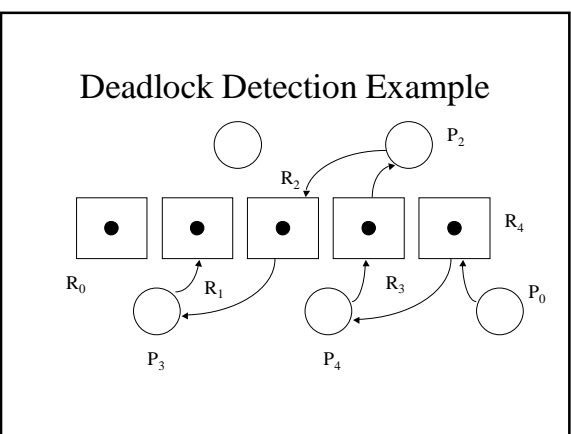 Deadlock Detection Example
P₂
R₂
R₄
R₀
R₁
R₃
P₀
P₃
P₄